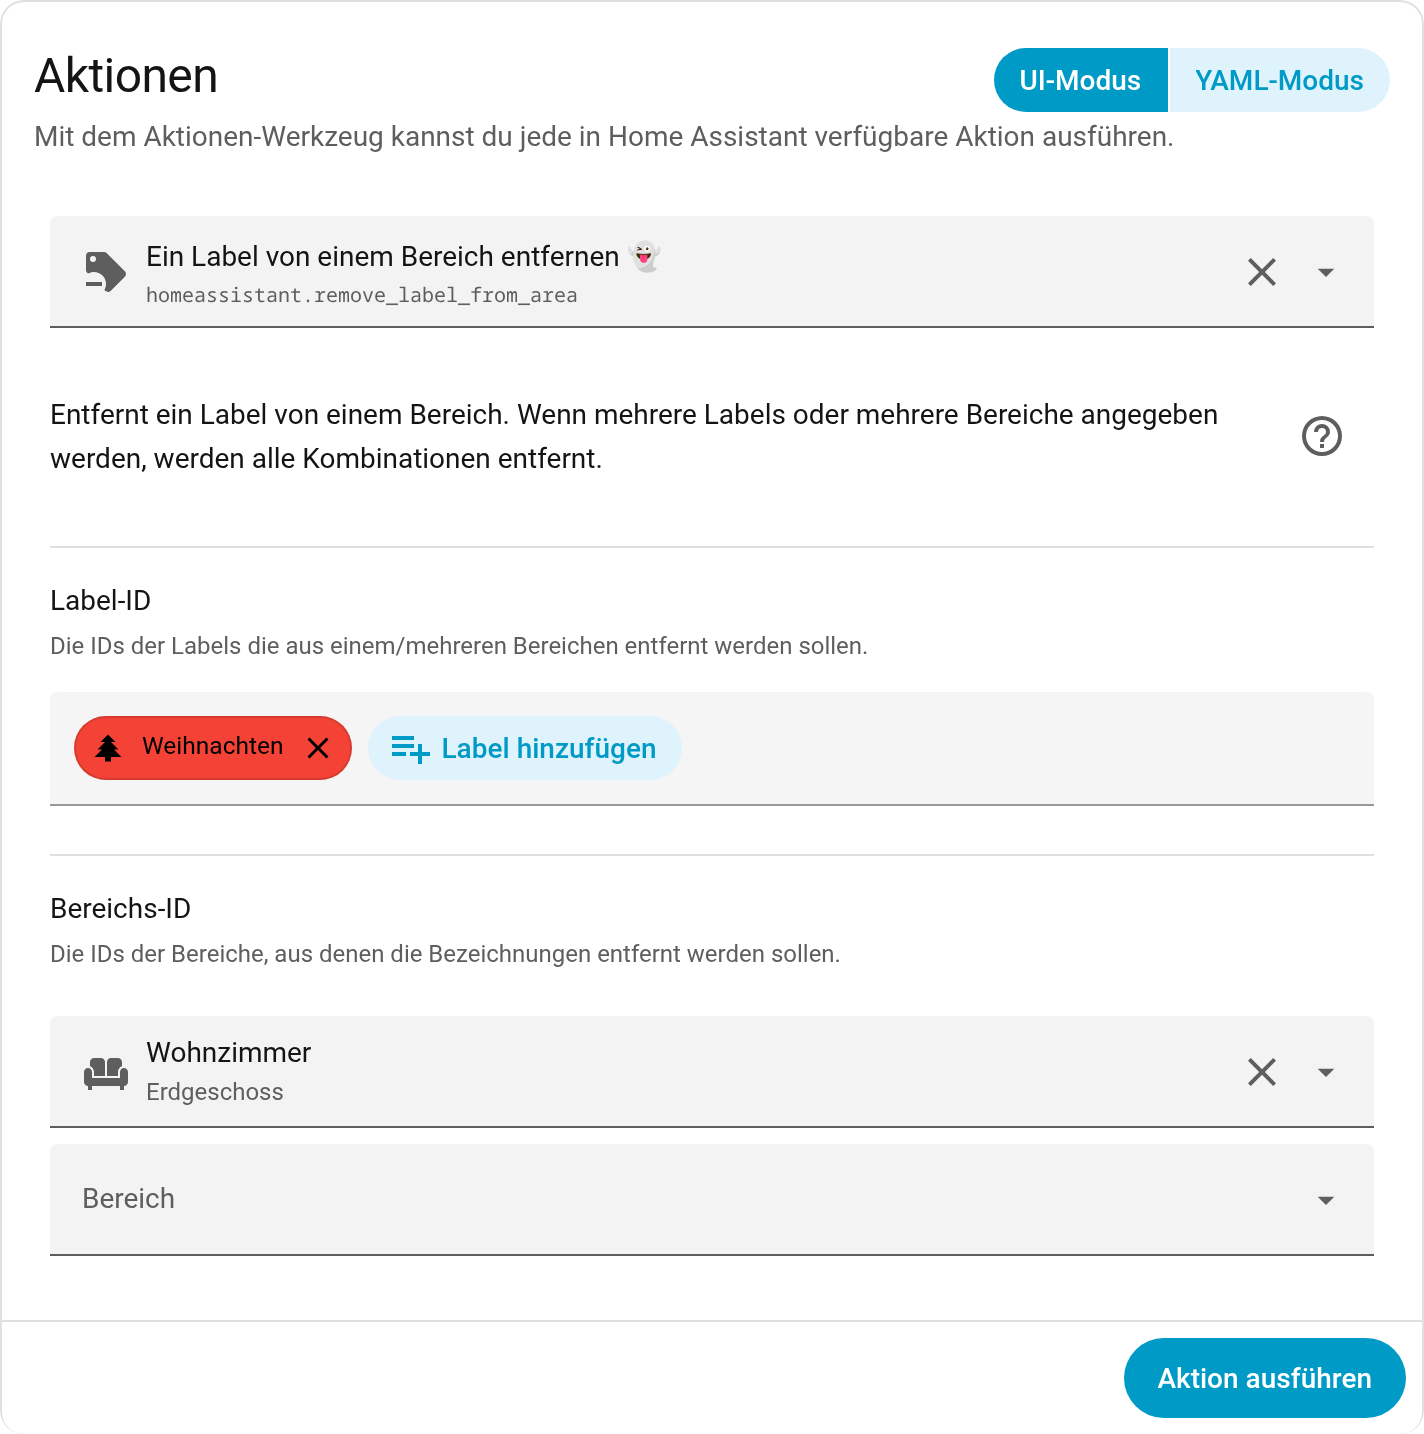 Aktionen
UI-Modus
YAML-Modus
Mit dem Aktionen-Werkzeug kannst du jede in Home Assistant verfügbare Aktion ausführen.
Ein Label von einem Bereich entfernen 👻
homeassistant.remove_label_from_area
Entfernt ein Label von einem Bereich. Wenn mehrere Labels oder mehrere Bereiche angegeben
werden, werden alle Kombinationen entfernt.
Label-ID
Die IDs der Labels die aus einem/mehreren Bereichen entfernt werden sollen.
Weihnachten
Label hinzufügen
Bereichs-ID
Die IDs der Bereiche, aus denen die Bezeichnungen entfernt werden sollen.
Wohnzimmer
Erdgeschoss
Bereich
Aktion ausführen